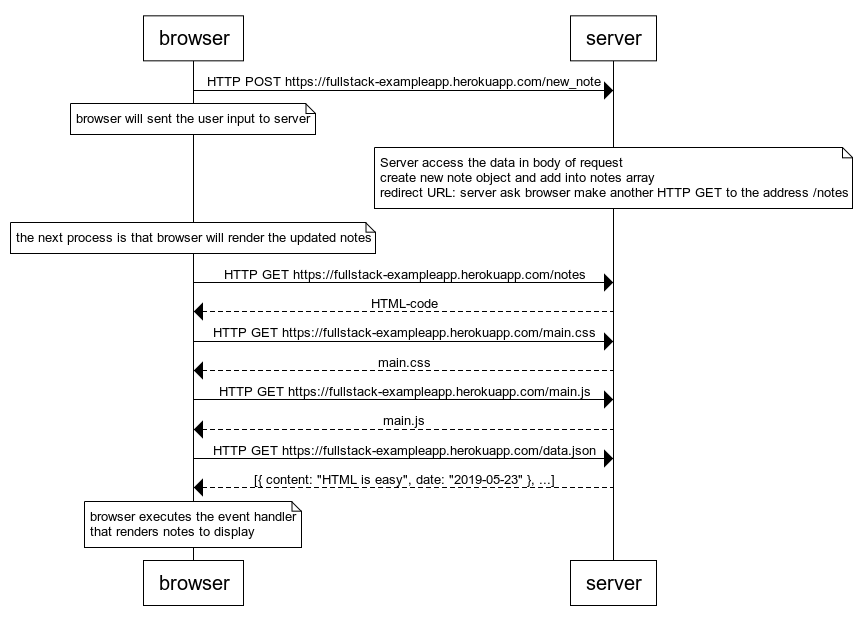 browser
server
HTTP POST https://fullstack-exampleapp.herokuapp.com/new_note
browser will sent the user input to server
Server access the data in body of request
create new note object and add into notes array
redirect URL: server ask browser make another HTTP GET to the address /notes
the next process is that browser will render the updated notes
HTTP GET https://fullstack-exampleapp.herokuapp.com/notes
HTML-code
HTTP GET https://fullstack-exampleapp.herokuapp.com/main.css
main.css
HTTP GET https://fullstack-exampleapp.herokuapp.com/main.js
main.js
HTTP GET https://fullstack-exampleapp.herokuapp.com/data.json
[{ content: "HTML is easy", date: "2019-05-23" }, ...]
browser executes the event handler
that renders notes to display
browser
server